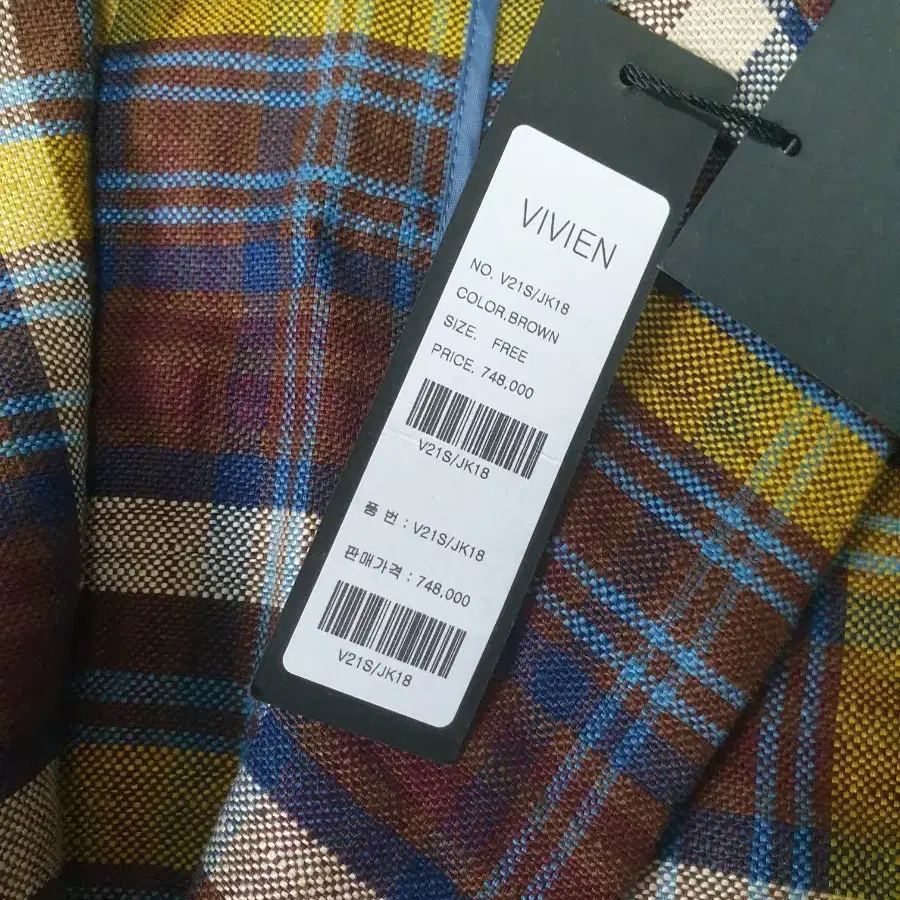 VIVIEN
NO. V21S/JK18
COLOR.BROWN
SIZE. FREE
PRICE. 748,000
V21S/JK18
품 번 : V21S/JK18
판매가격 : 748,000
V21S/JK18